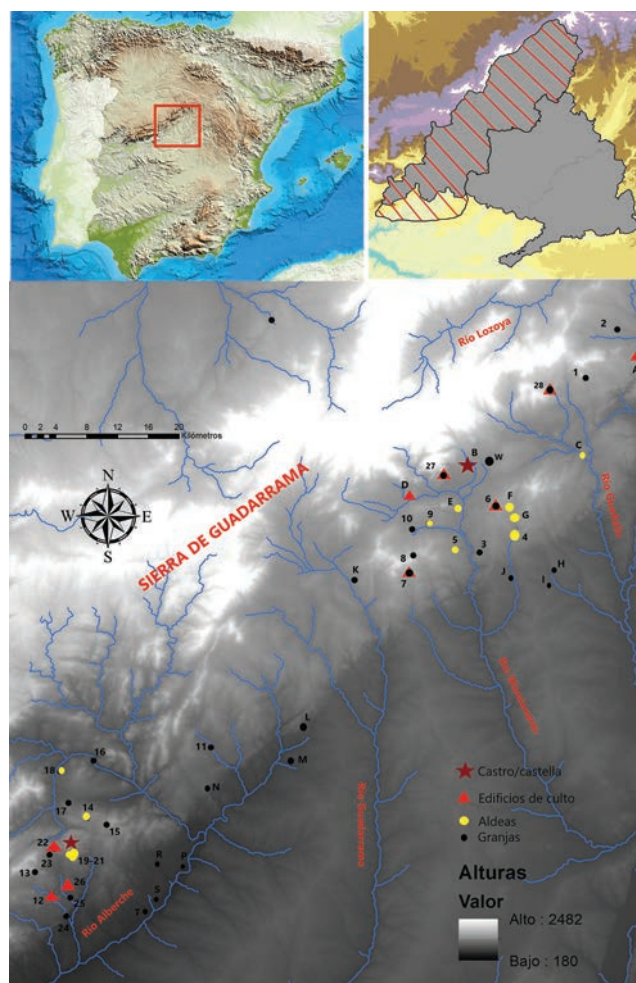 2
Río Lozoya
A
1
28
0 2 4 8 12 16 20
Kilómetros
C
B
W
27
Río Guadalix
D
N
W E
S
SIERRA DE GUADARRAMA
E
6
F
9
G
10
S
3
4
8
K
7
J
H
I
Río Manzanares
L
11
M
16
18
N
Castro/castella
17
14
Edificios de culto
15
Aldeas
22
Granjas
23
19-21
R
P
13
Río Guadarrama
Alturas
26
Valor
12
25
S
Alto : 2482
24
7
Río Alberche
Bajo : 180